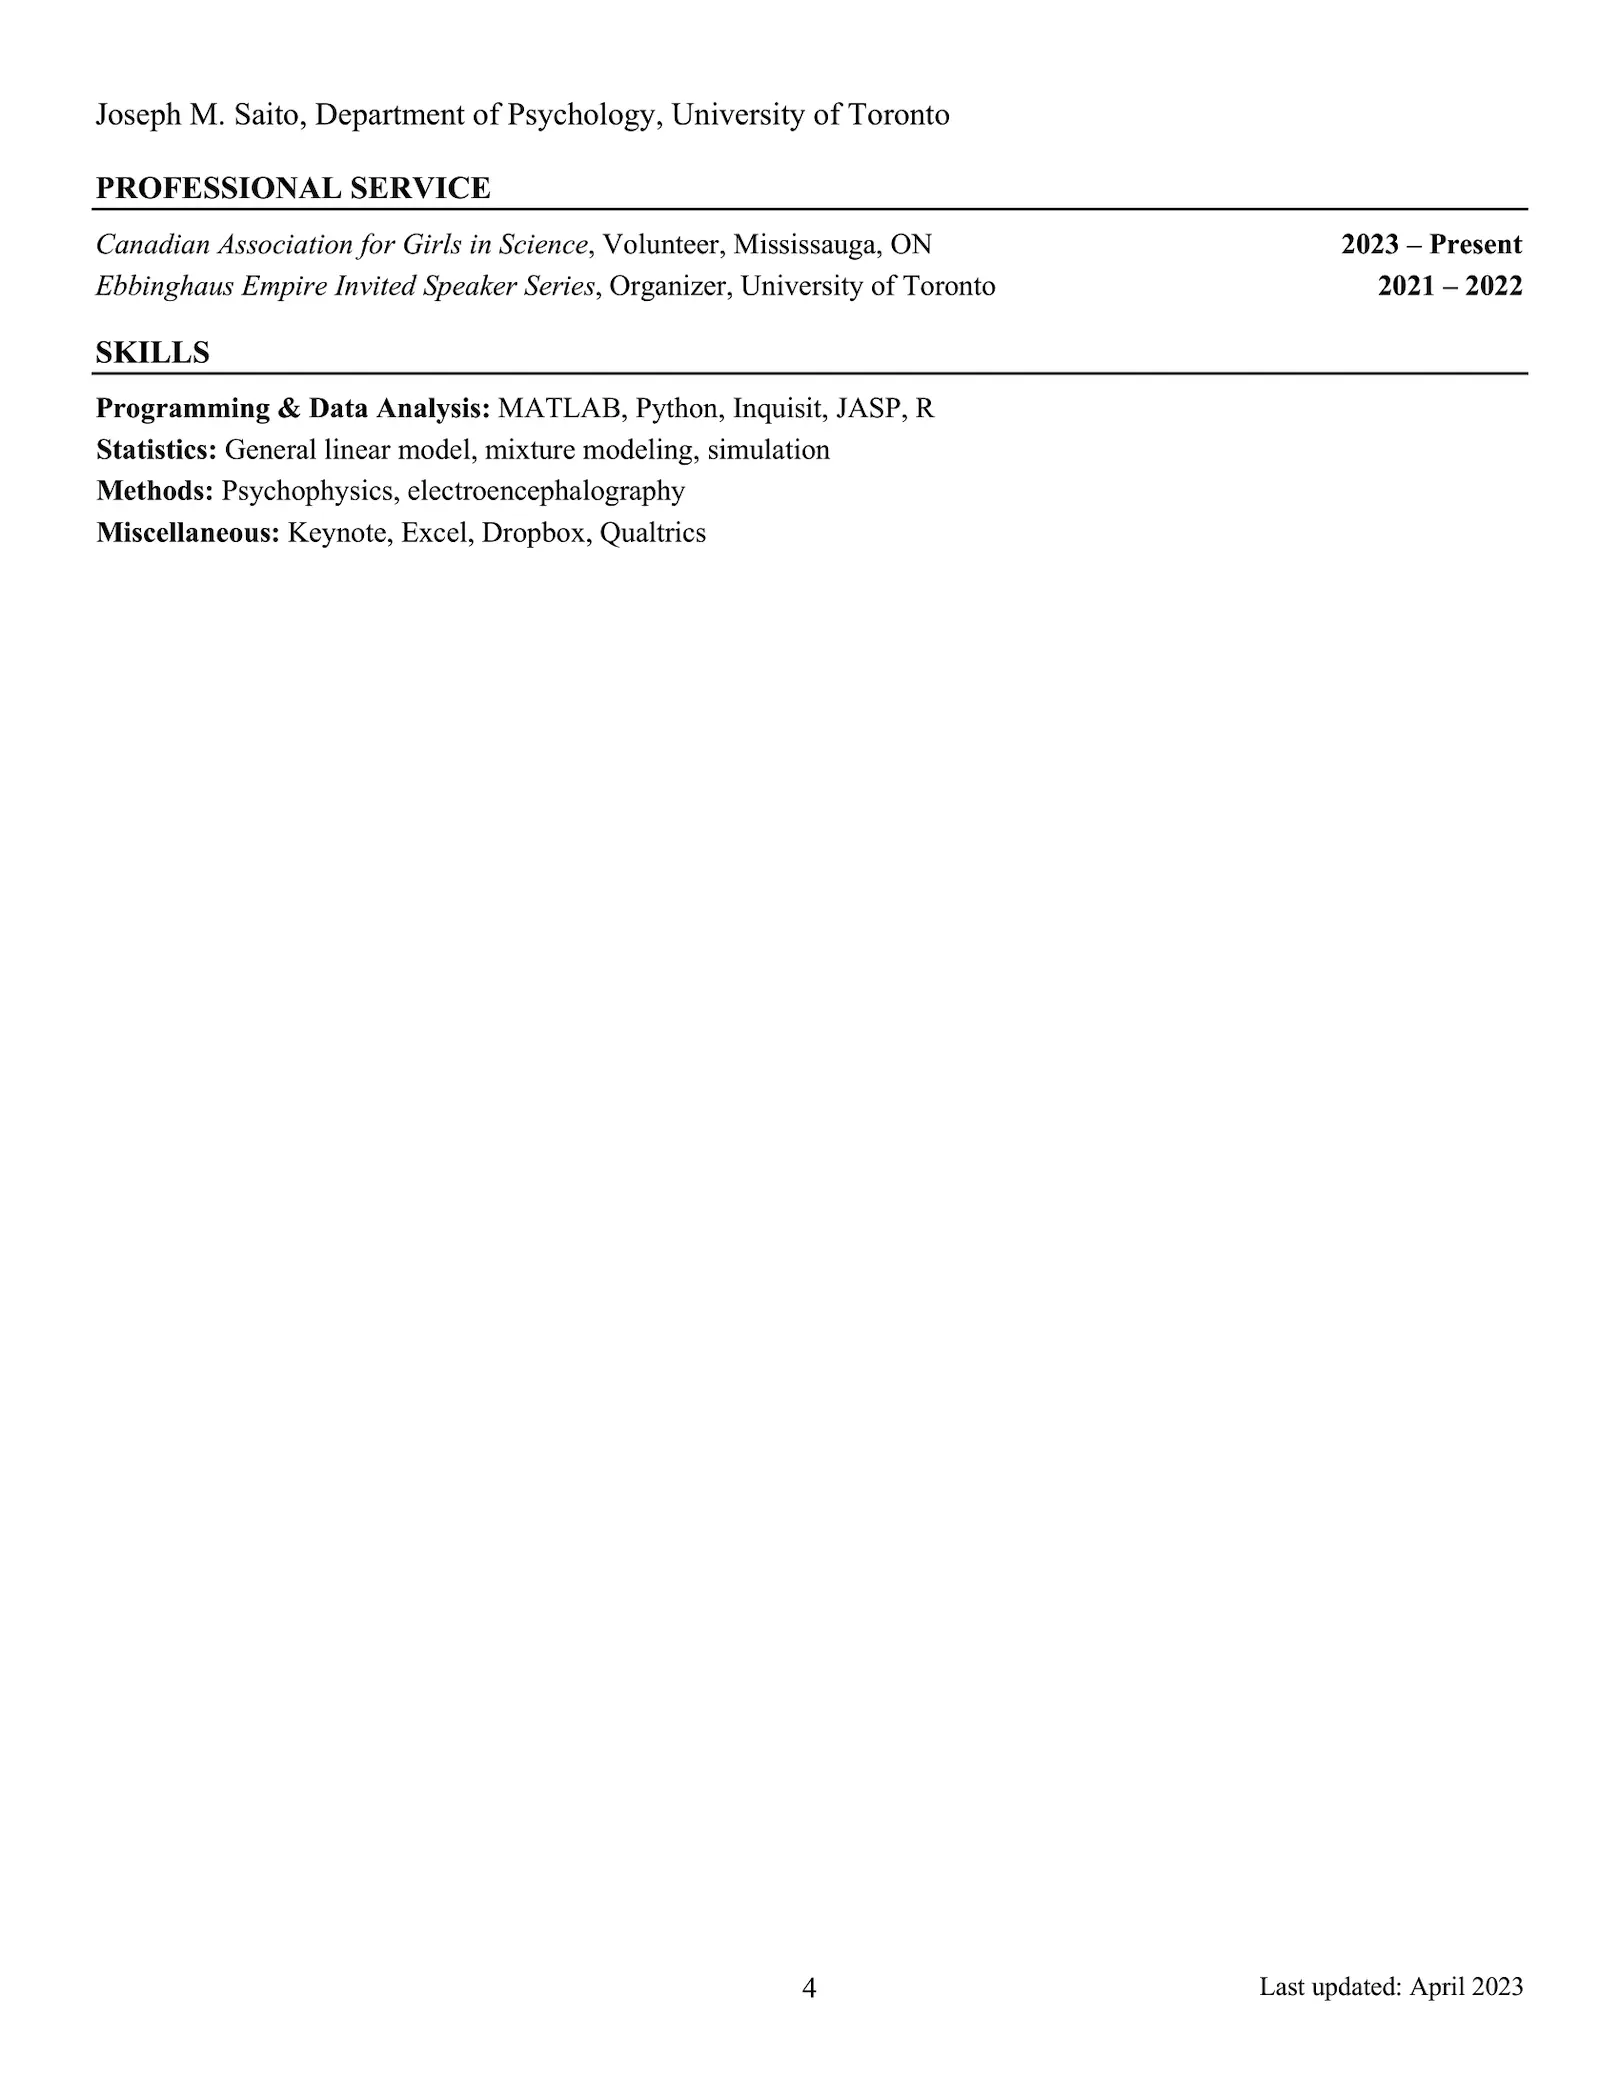 Joseph M. Saito, Department of Psychology, University of Toronto
PROFESSIONAL SERVICE
Canadian Association for Girls in Science, Volunteer, Mississauga, ON 2023 – Present
Ebbinghaus Empire Invited Speaker Series, Organizer, University of Toronto 2021 – 2022
SKILLS
Programming & Data Analysis: MATLAB, Python, Inquisit, JASP, R
Statistics: General linear model, mixture modeling, simulation
Methods: Psychophysics, electroencephalography
Miscellaneous: Keynote, Excel, Dropbox, Qualtrics
4 Last updated: April 2023